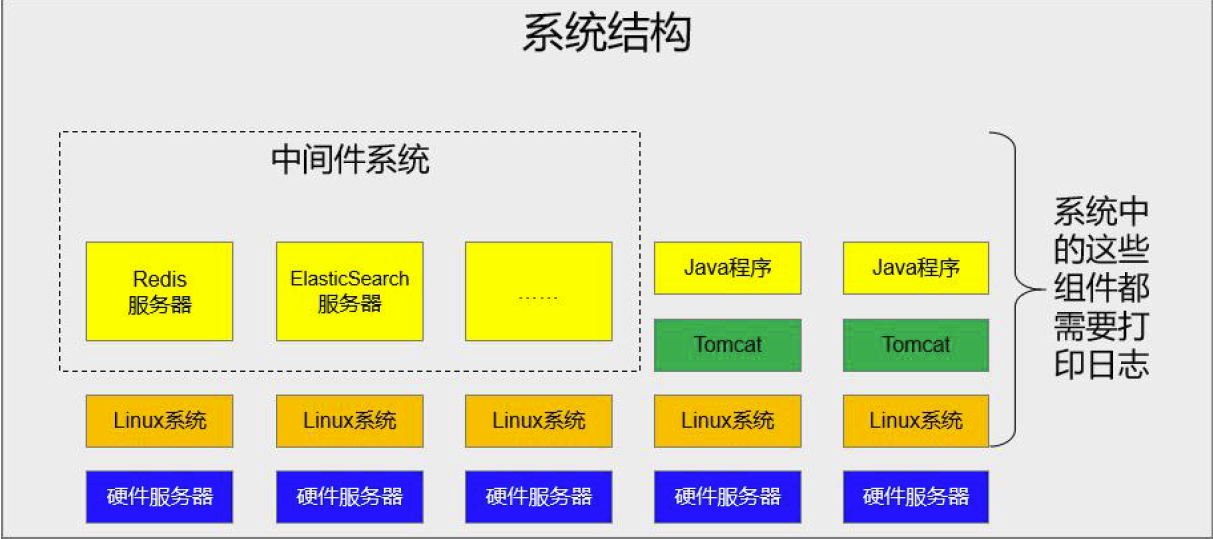 系统结构
中间件系统
Redis
服务器
ElasticSearch
服务器
……
Java程序
Java程序
Tomcat
Tomcat
Linux系统
Linux系统
Linux系统
Linux系统
Linux系统
硬件服务器
硬件服务器
硬件服务器
硬件服务器
硬件服务器
系统中
的这些
组件都
需要打
印日志